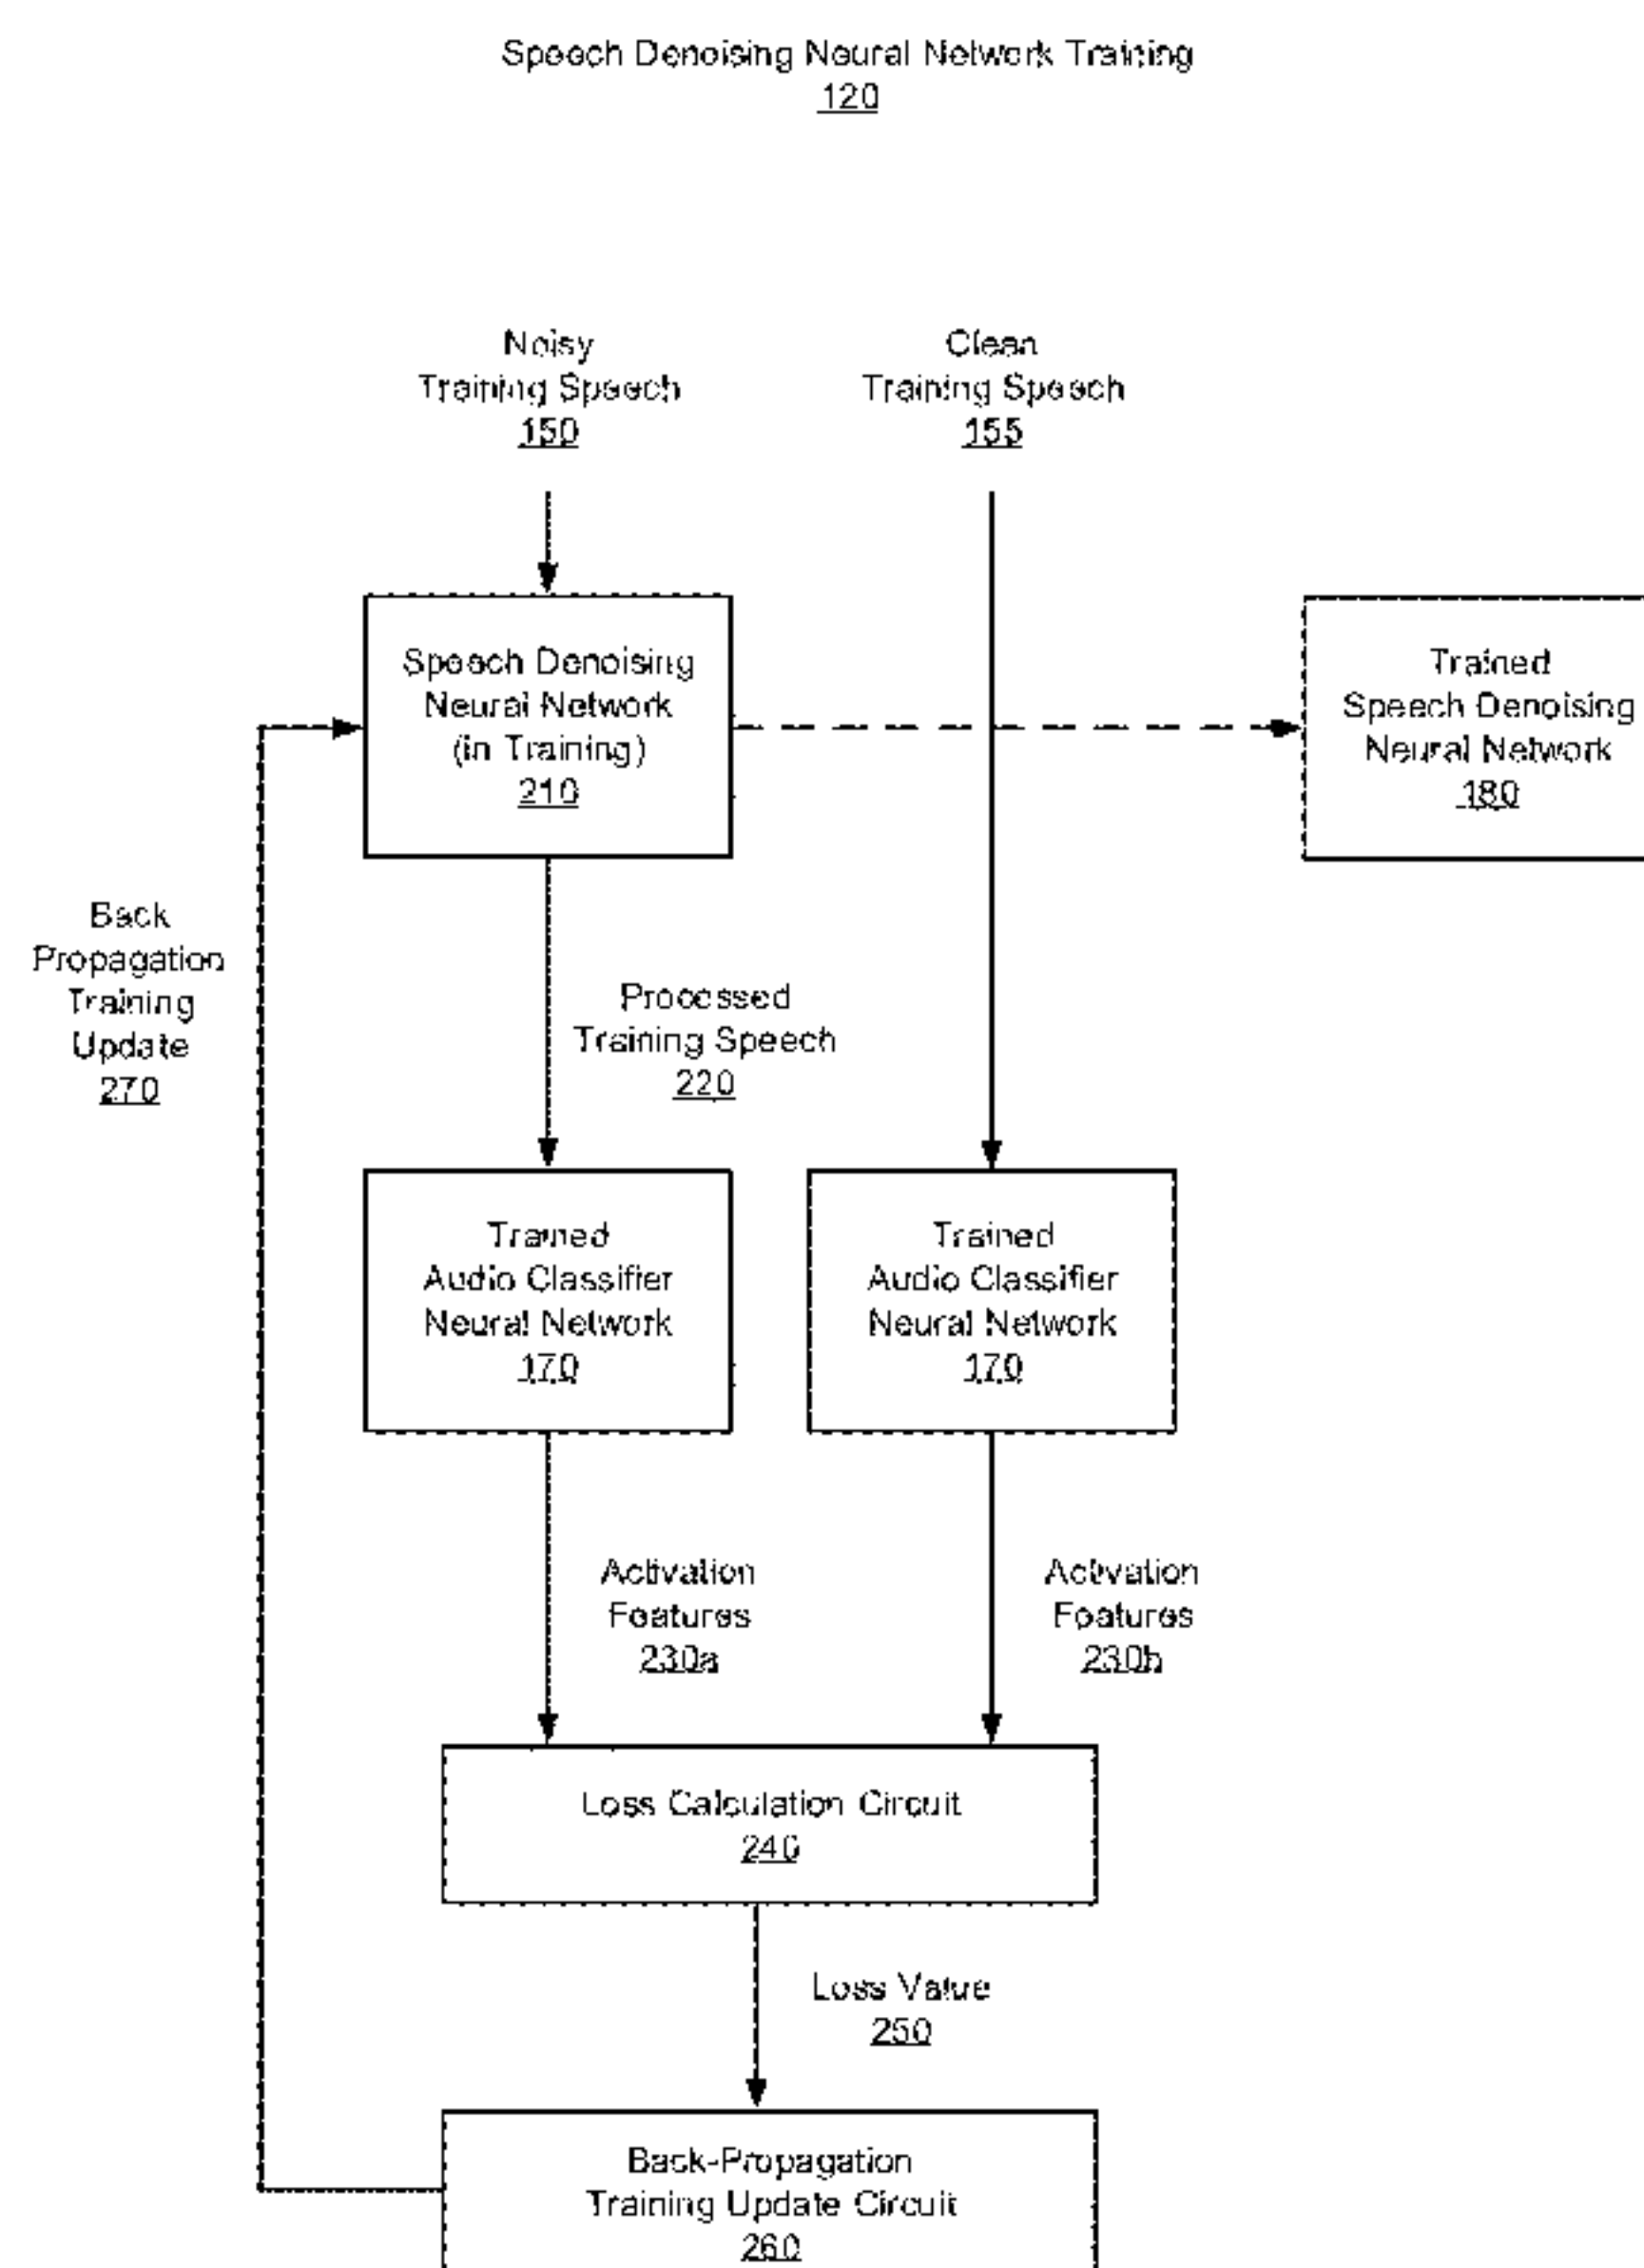 Speech Denoising Neural Network Training
120
Noisy
Training Speech
150
Clean
Training Speech
155
Speech Denoising
Neural Network
(in Training)
210
Trained
Speech Denoising
Neural Network
180
Back
Propagation
Training
Update
270
Processed
Training Speech
220
Trained
Audio Classifier
Neural Network
170
Trained
Audio Classifier
Neural Network
170
Activation
Features
230a
Activation
Features
230b
Loss Calculation Circuit
240
Loss Value
250
Back-Propagation
Training Update Circuit
260